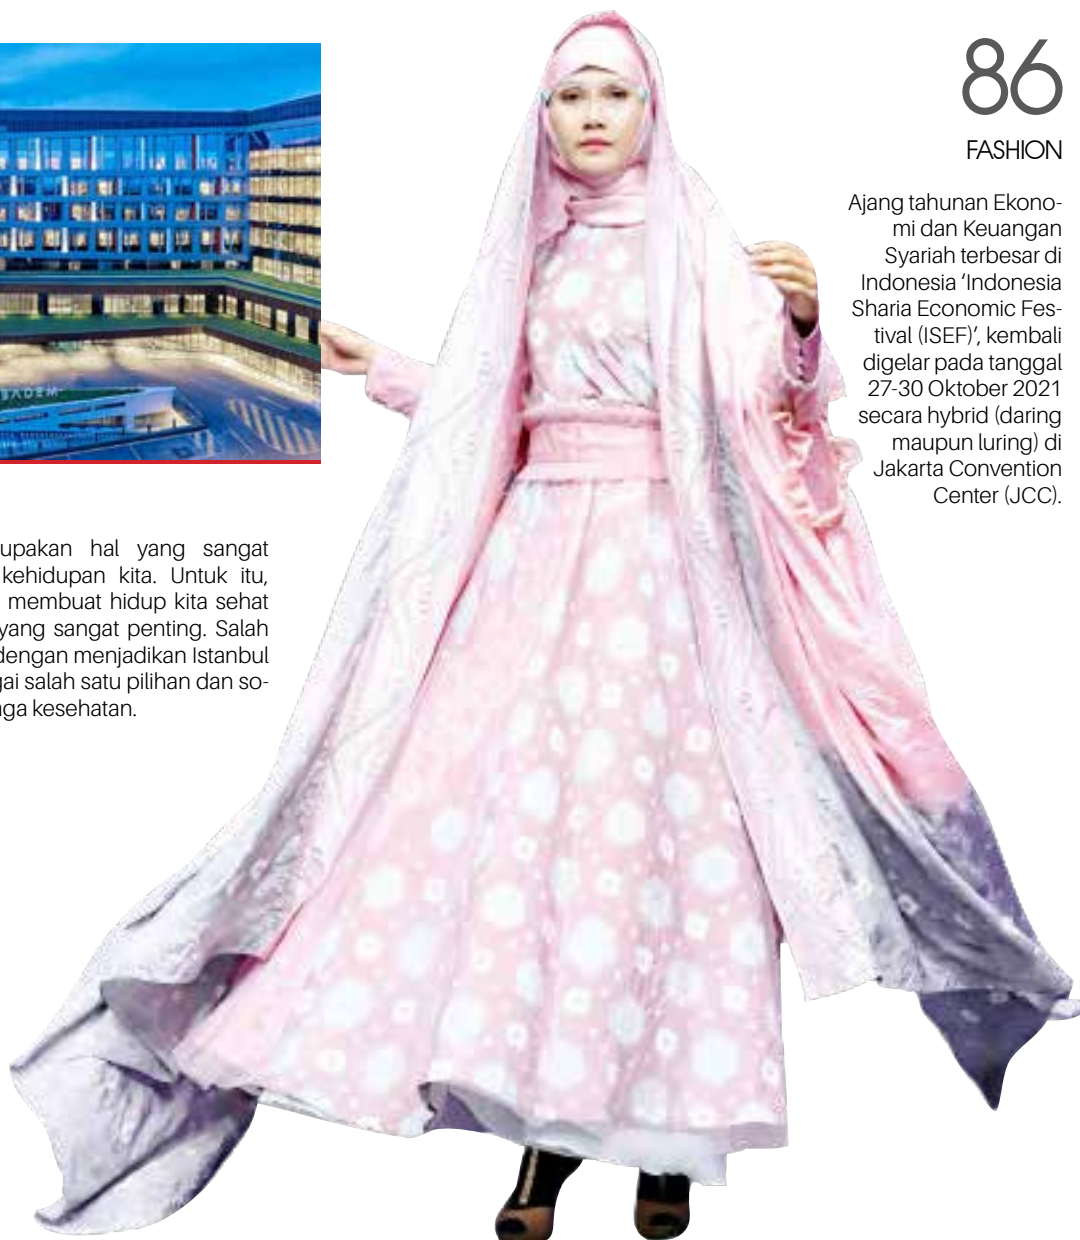 86
FASHION
Ajang tahunan Ekono-
mi dan Keuangan
Syariah terbesar di
Indonesia ‘Indonesia
Sharia Economic Fes-
tival (ISEF)’, kembali
digelar pada tanggal
27-30 Oktober 2021
secara hybrid (daring
maupun luring) di
Jakarta Convention
Center (JCC).
upakan hal yang sangat
kehidupan kita. Untuk itu,
membuat hidup kita sehat
yang sangat penting. Salah
dengan menjadikan Istanbul
gai salah satu pilihan dan so-
aga kesehatan.